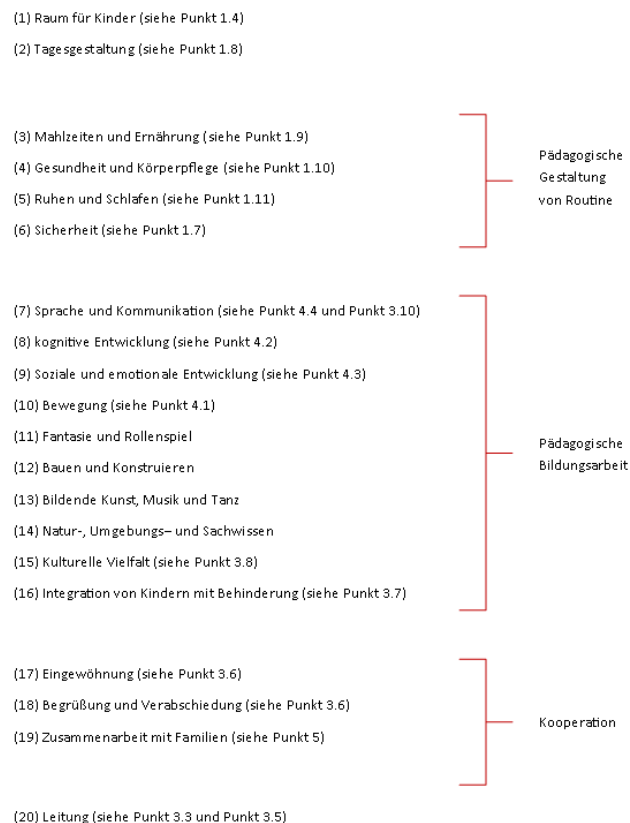 (1) Raum für Kinder (siehe Punkt 1.4)
(2) Tagesgestaltung (siehe Punkt 1.8)
(3) Mahlzeiten und Ernährung (siehe Punkt 1.9)
(4) Gesundheit und Körperpflege (siehe Punkt 1.10)
(5) Ruhen und Schlafen (siehe Punkt 1.11)
(6) Sicherheit (siehe Punkt 1.7)
Pädagogische
Gestaltung
von Routine
(7) Sprache und Kommunikation (siehe Punkt 4.4 und Punkt 3.10)
(8) kognitive Entwicklung (siehe Punkt 4.2)
(9) Soziale und emotionale Entwicklung (siehe Punkt 4.3)
(10) Bewegung (siehe Punkt 4.1)
(11) Fantasie und Rollenspiel
(12) Bauen und Konstruieren
(13) Bildende Kunst, Musik und Tanz
(14) Natur-, Umgebungs– und Sachwissen
(15) Kulturelle Vielfalt (siehe Punkt 3.8)
(16) Integration von Kindern mit Behinderung (siehe Punkt 3.7)
Pädagogische
Bildungsarbeit
(17) Eingewöhnung (siehe Punkt 3.6)
(18) Begrüßung und Verabschiedung (siehe Punkt 3.6)
(19) Zusammenarbeit mit Familien (siehe Punkt 5)
Kooperation
(20) Leitung (siehe Punkt 3.3 und Punkt 3.5)